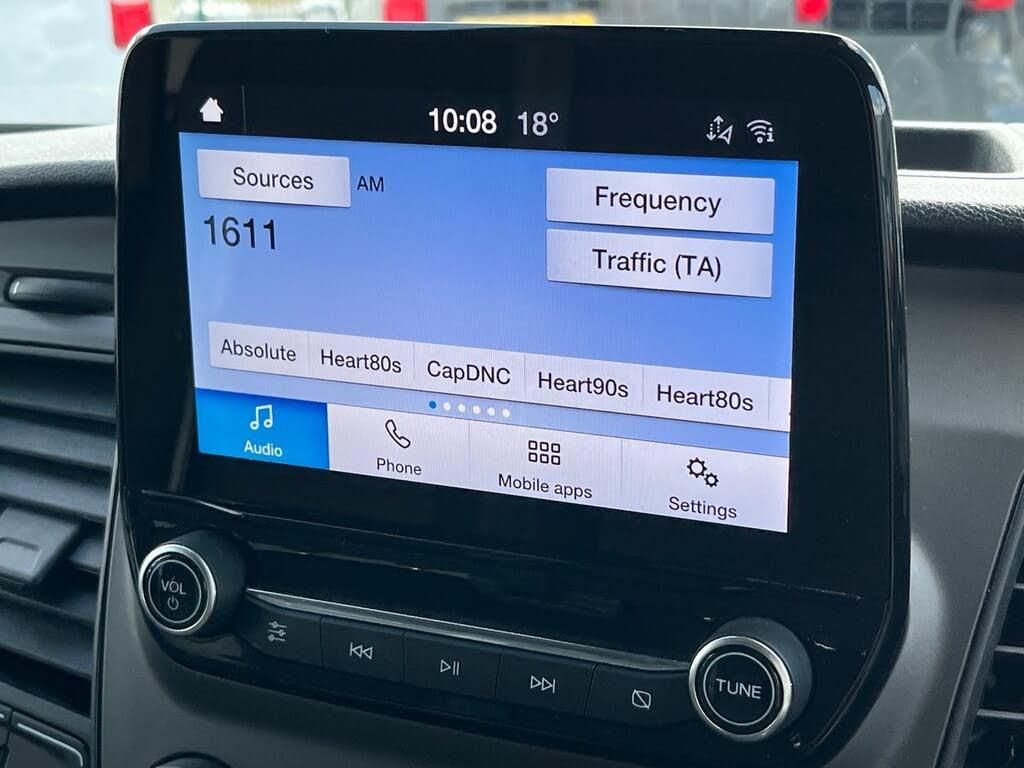 10:08 18°
Sources AM
1611
Frequency
Traffic (TA)
Absolute Heart80s CapDNC Heart90s Heart80s
Audio Phone Mobile apps Settings
VOL
TUNE